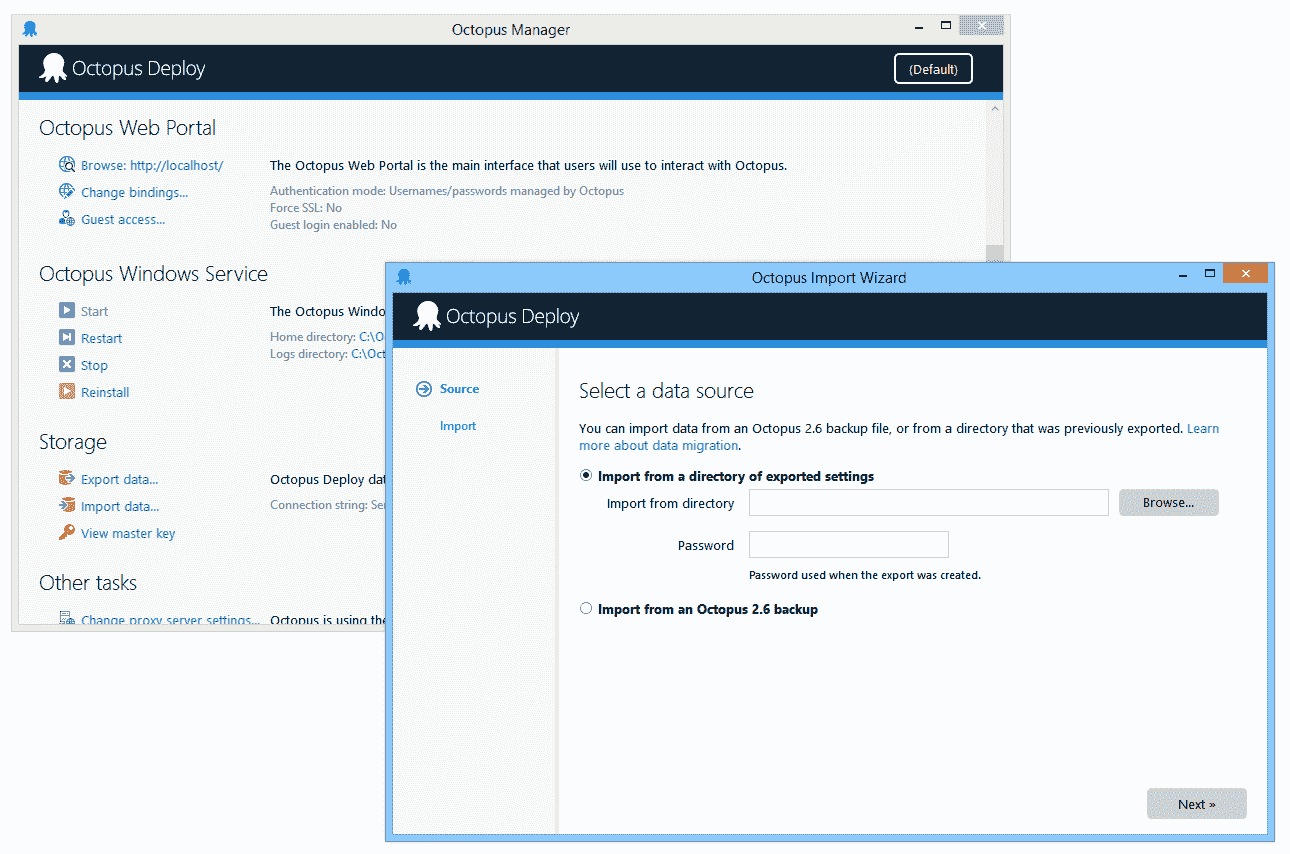 Octopus Manager
Octopus Deploy
(Default)
Octopus Web Portal
Browse: http://localhost/
The Octopus Web Portal is the main interface that users will use to interact with Octopus.
Change bindings...
Authentication mode: Usernames/passwords managed by Octopus
Force SSL: No
Guest access...
Guest login enabled: No
Octopus Windows Service
Start
The Octopus Windo
Restart
Home directory: C:\O
Logs directory: C:\Oct
Stop
Reinstall
Storage
Export data...
Octopus Deploy dat
Import data...
Connection string: Se
View master key
Other tasks
Change proxy server settings...
Octopus is using the
Octopus Import Wizard
Octopus Deploy
Source
Import
Select a data source
You can import data from an Octopus 2.6 backup file, or from a directory that was previously exported. Learn
more about data migration.
Import from a directory of exported settings
Import from directory
Browse...
Password
Password used when the export was created.
Import from an Octopus 2.6 backup
Next »